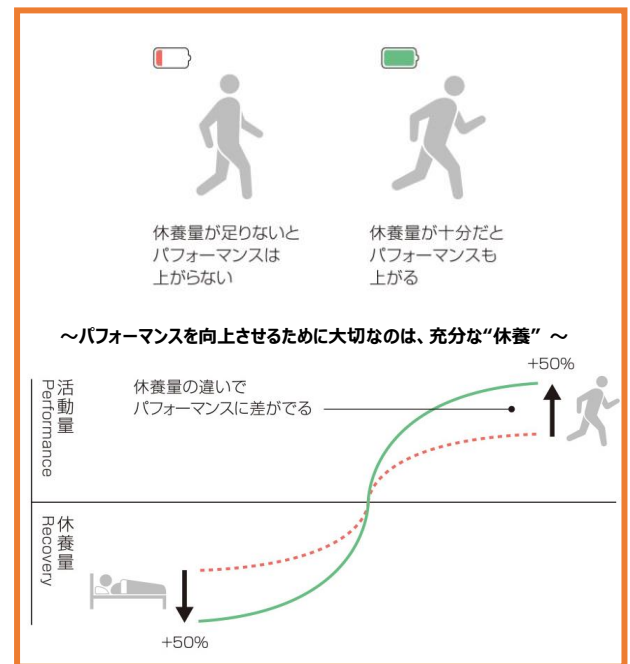 休養量が足りないと
パフォーマンスは
上がらない
休養量が十分だと
パフォーマンスも
上がる
～パフォーマンスを向上させるために大切なのは、充分な“休養” ～
+50%
活動量
Performance
休養量の違いで
パフォーマンスに差がでる
休養量
Recovery
+50%